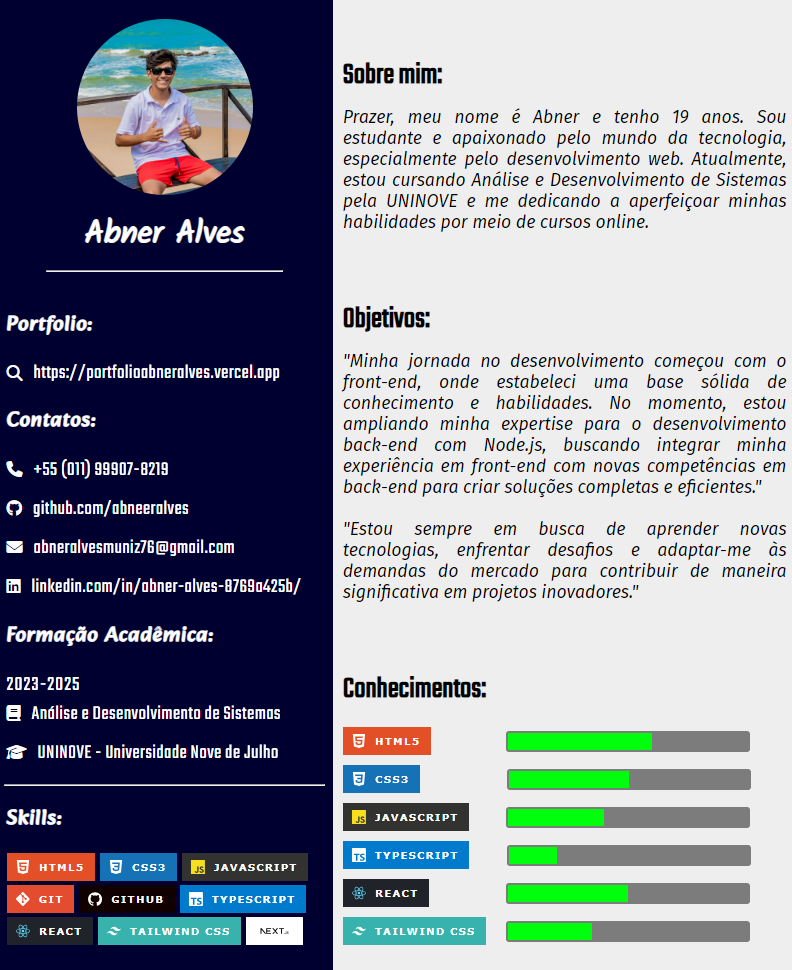 Abner Alves
Portfolio:
https://portfolioabneralves.vercel.app
Contatos:
+55 (011) 99907-8219
github.com/abneeralves
abneralvesmuniz76@gmail.com
linkedin.com/in/abner-alves-8769a425b/
Formação Acadêmica:
2023-2025
Análise e Desenvolvimento de Sistemas
UNINOVE - Universidade Nove de Julho
Skills:
HTML5 CSS3 JAVASCRIPT
GIT GITHUB TYPESCRIPT
REACT TAILWIND CSS NEXT.JS
Sobre mim:
Prazer, meu nome é Abner e tenho 19 anos. Sou
estudante e apaixonado pelo mundo da tecnologia,
especialmente pelo desenvolvimento web. Atualmente,
estou cursando Análise e Desenvolvimento de Sistemas
pela UNINOVE e me dedicando a aperfeiçoar minhas
habilidades por meio de cursos online.
Objetivos:
"Minha jornada no desenvolvimento começou com o
front-end, onde estabeleci uma base sólida de
conhecimento e habilidades. No momento, estou
ampliando minha expertise para o desenvolvimento
back-end com Node.js, buscando integrar minha
experiência em front-end com novas competências em
back-end para criar soluções completas e eficientes."
"Estou sempre em busca de aprender novas
tecnologias, enfrentar desafios e adaptar-me às
demandas do mercado para contribuir de maneira
significativa em projetos inovadores."
Conhecimentos:
HTML5
CSS3
JS JAVASCRIPT
TS TYPESCRIPT
REACT
TAILWIND CSS